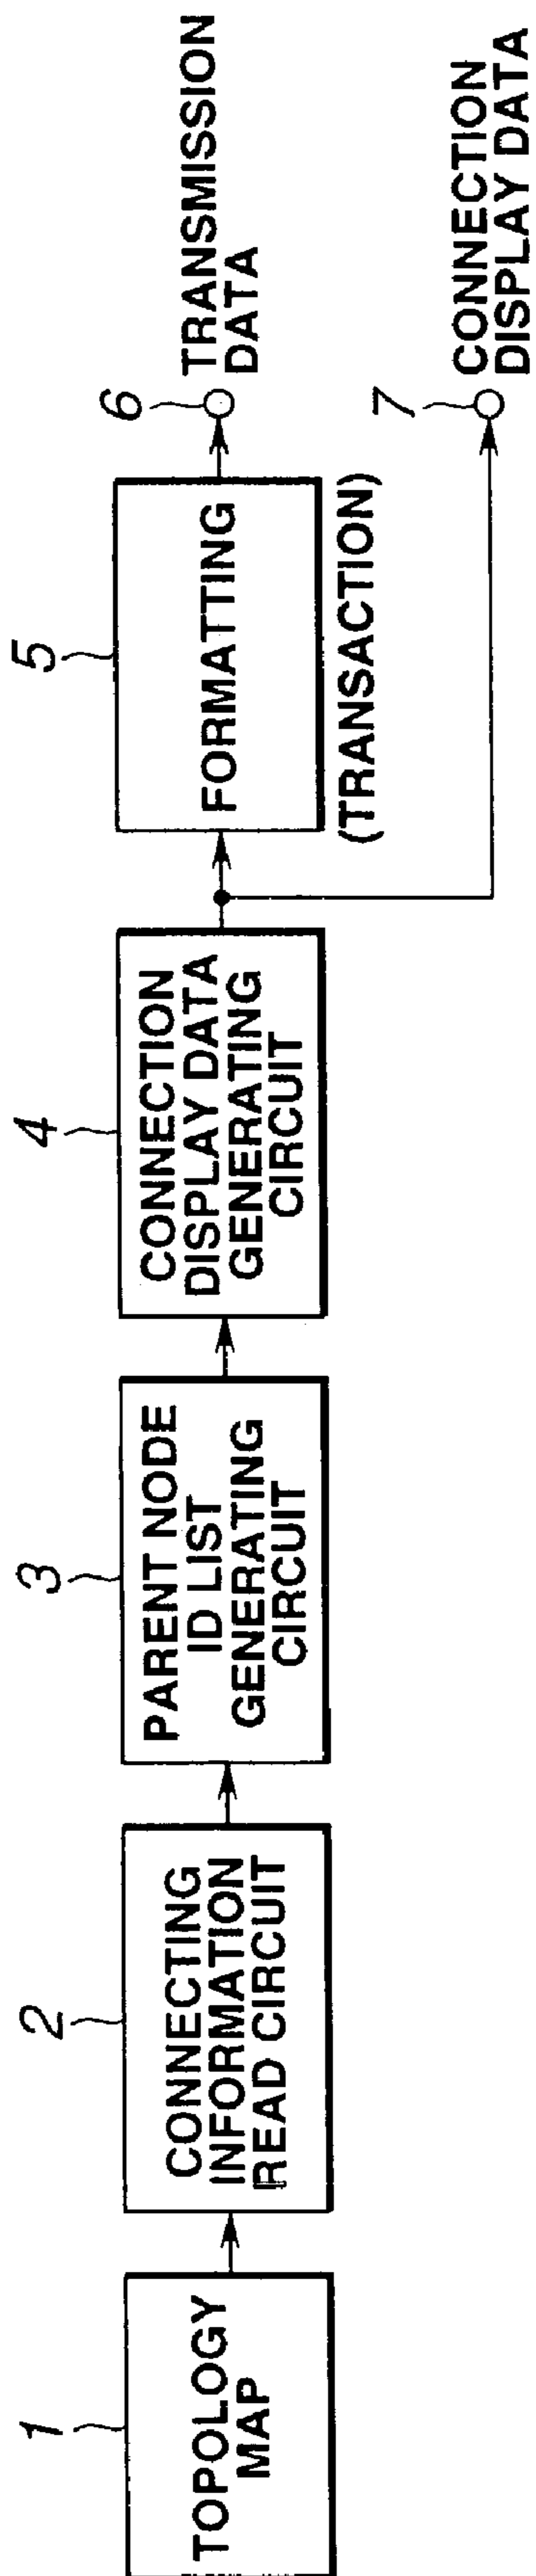 1
TOPOLOGY
MAP
2
CONNECTING
INFORMATION
READ CIRCUIT
3
PARENT NODE
ID LIST
GENERATING
CIRCUIT
4
CONNECTION
DISPLAY DATA
GENERATING
CIRCUIT
5
FORMATTING
(TRANSACTION)
6
TRANSMISSION
DATA
7
CONNECTION
DISPLAY DATA